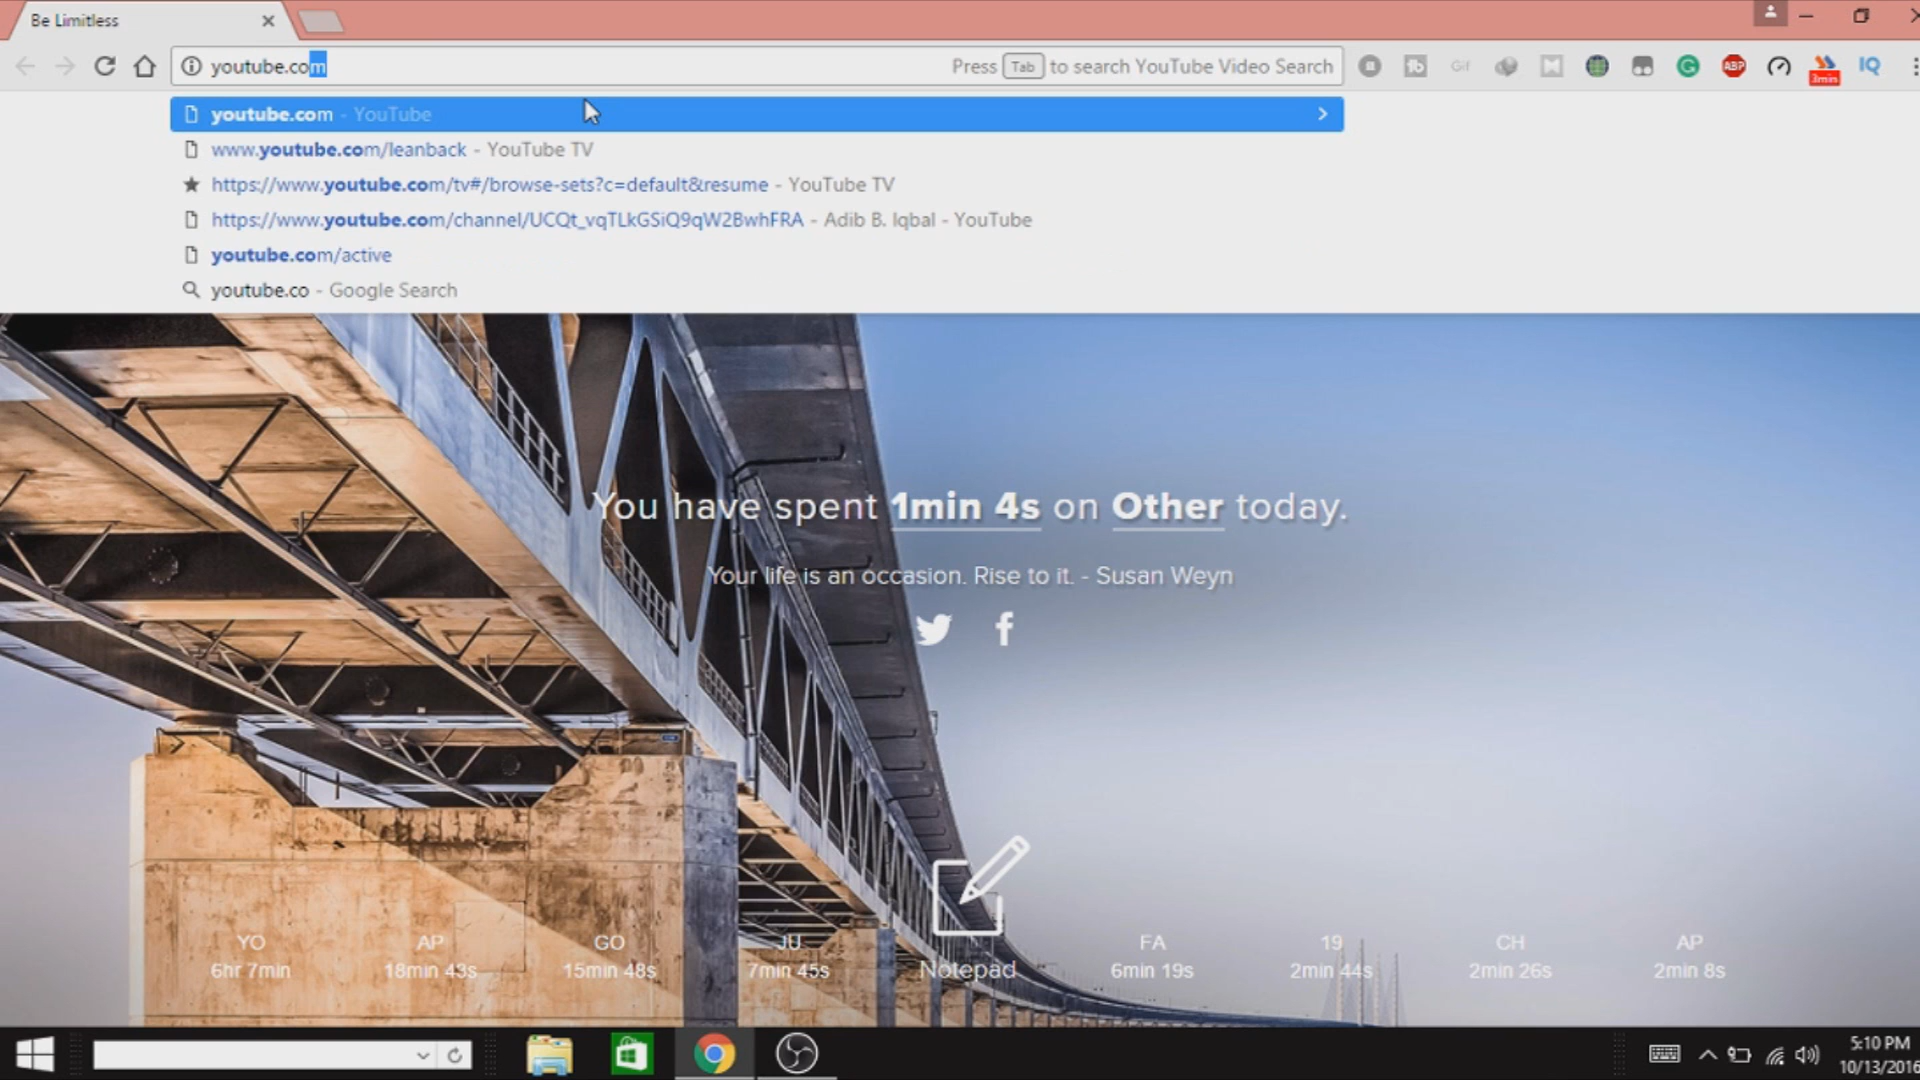 Be Limitless
youtube.com
Press Tab to search YouTube Video Search
Gif
ABP
3min
IQ
youtube.com - YouTube
www.youtube.com/leanback - YouTube TV
https://www.youtube.com/tv#/browse-sets?c=default&resume - YouTube TV
https://www.youtube.com/channel/UCQt_vqTLkGSiQ9qW2BwhFRA - Adib B. Iqbal - YouTube
youtube.com/active
youtube.co - Google Search
You have spent 1min 4s on Other today.
Your life is an occasion. Rise to it. - Susan Weyn
YO AP GO JU FA 19 CH AP
6hr 7min 18min 43s 15min 48s 7min 45s Notepad 6min 19s 2min 44s 2min 26s 2min 8s
5:10 PM
10/13/2016